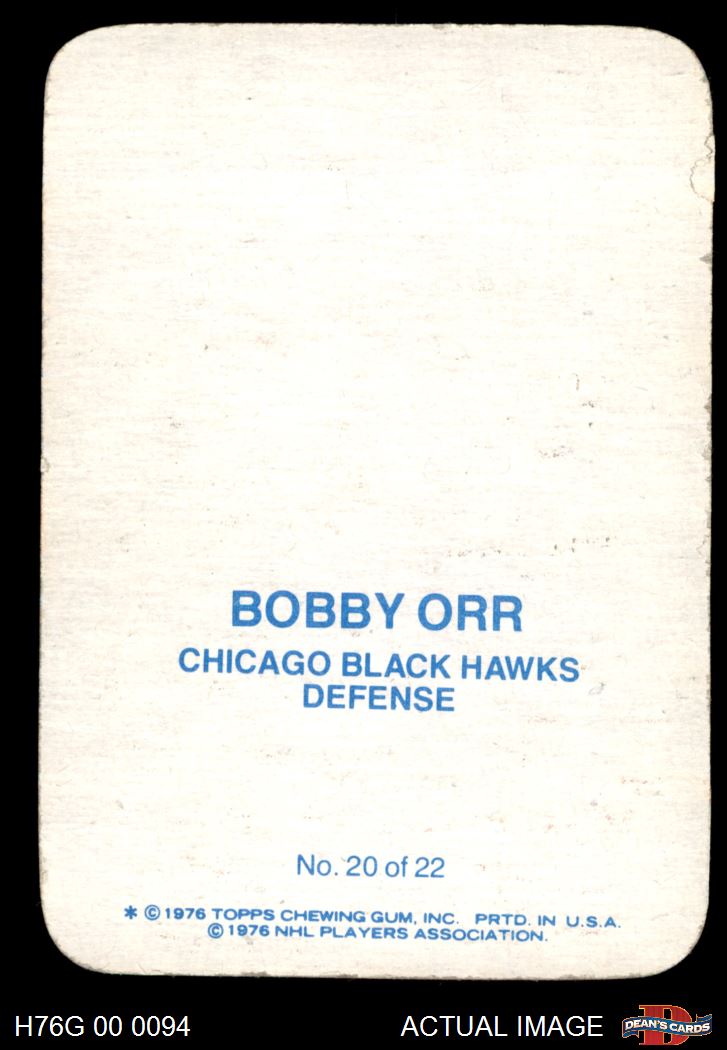 BOBBY ORR
CHICAGO BLACK HAWKS
DEFENSE
No. 20 of 22
* © 1976 TOPPS CHEWING GUM, INC. PRTD. IN U.S.A.
© 1976 NHL PLAYERS ASSOCIATION.
H76G 00 0094
ACTUAL IMAGE
D
DEAN'S CARDS